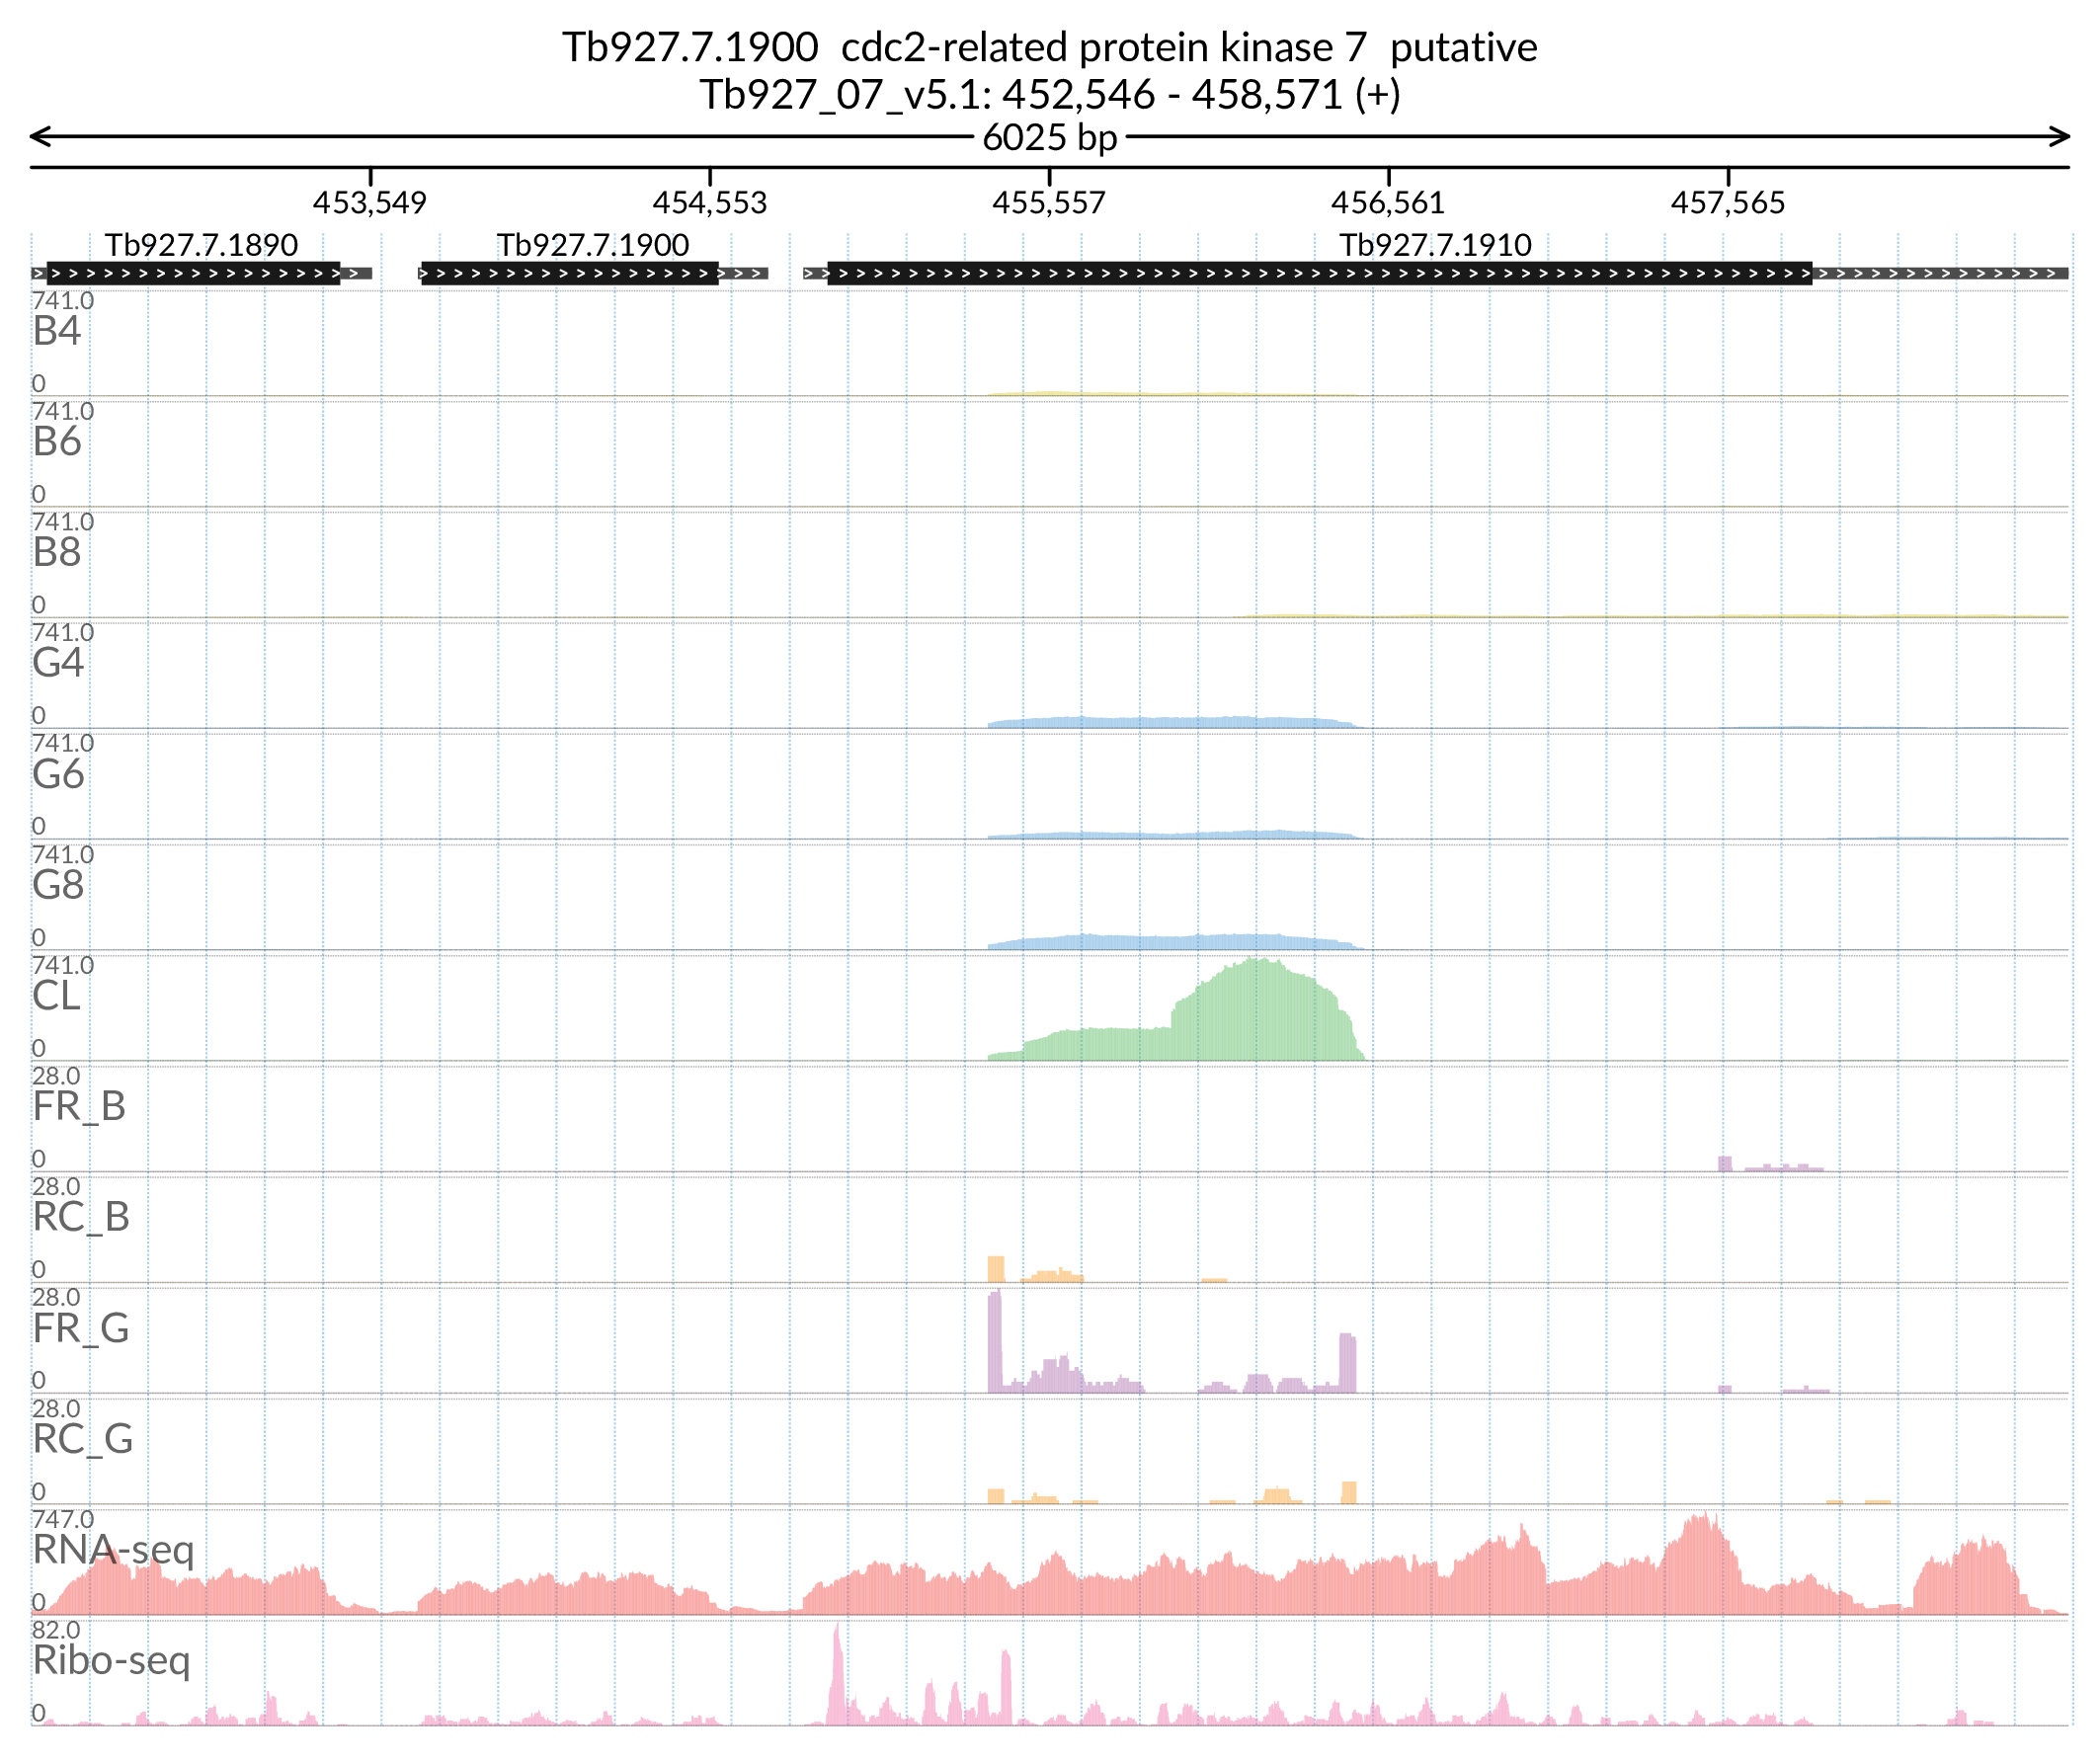 Tb927.7.1900  cdc2-related protein kinase 7  putative
Tb927_07_v5.1: 452,546 - 458,571 (+)
6025 bp
453,549 454,553 455,557 456,561 457,565
Tb927.7.1890 Tb927.7.1900 Tb927.7.1910
741.0
B4
0
741.0
B6
0
741.0
B8
0
741.0
G4
0
741.0
G6
0
741.0
G8
0
741.0
CL
0
28.0
FR_B
0
28.0
RC_B
0
28.0
FR_G
0
28.0
RC_G
0
747.0
RNA-seq
0
82.0
Ribo-seq
0